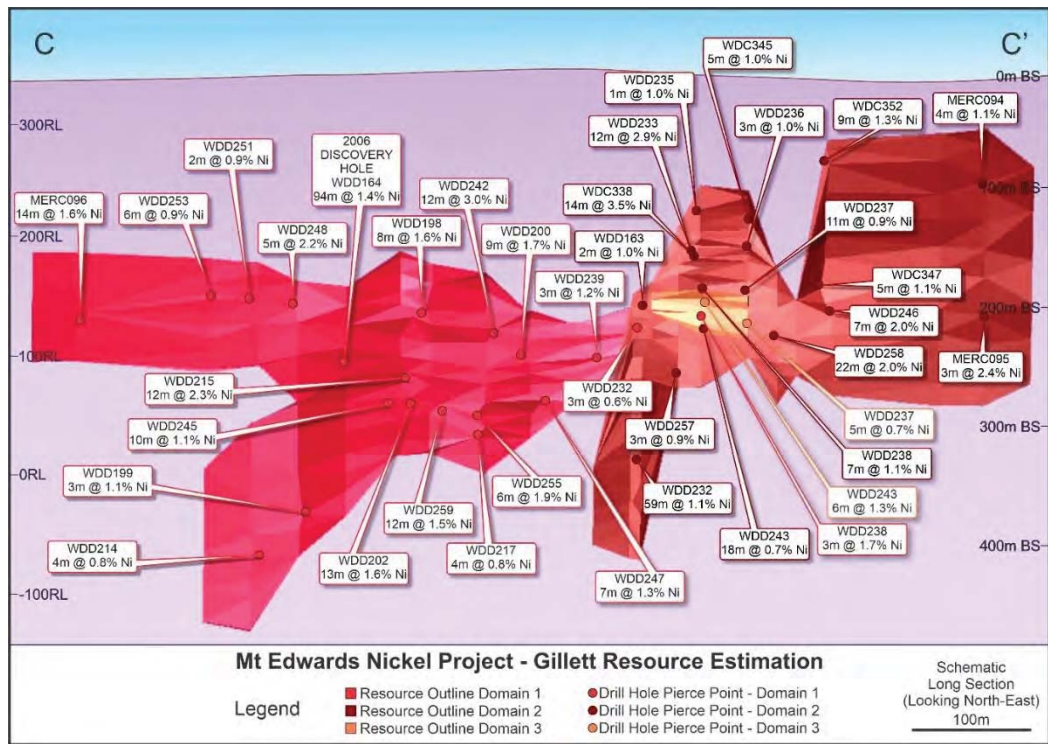 C
C'
0m BS
100m BS
200m BS
300m BS
400m BS
300RL
200RL
100RL
0RL
-100RL
WDC345
5m @ 1.0% Ni
WDD235
1m @ 1.0% Ni
WDD233
12m @ 2.9% Ni
WDD236
3m @ 1.0% Ni
WDC352
9m @ 1.3% Ni
MERC094
4m @ 1.1% Ni
WDD251
2m @ 0.9% Ni
2006
DISCOVERY
HOLE
WDD164
94m @ 1.4% Ni
WDD242
12m @ 3.0% Ni
WDC338
14m @ 3.5% Ni
MERC096
14m @ 1.6% Ni
WDD253
6m @ 0.9% Ni
WDD248
5m @ 2.2% Ni
WDD198
8m @ 1.6% Ni
WDD200
9m @ 1.7% Ni
WDD163
2m @ 1.0% Ni
WDD237
11m @ 0.9% Ni
WDD239
3m @ 1.2% Ni
WDC347
5m @ 1.1% Ni
WDD246
7m @ 2.0% Ni
WDD258
22m @ 2.0% Ni
MERC095
3m @ 2.4% Ni
WDD215
12m @ 2.3% Ni
WDD232
3m @ 0.6% Ni
WDD245
10m @ 1.1% Ni
WDD257
3m @ 0.9% Ni
WDD237
5m @ 0.7% Ni
WDD238
7m @ 1.1% Ni
WDD199
3m @ 1.1% Ni
WDD255
6m @ 1.9% Ni
WDD232
59m @ 1.1% Ni
WDD243
6m @ 1.3% Ni
WDD259
12m @ 1.5% Ni
WDD243
18m @ 0.7% Ni
WDD238
3m @ 1.7% Ni
WDD214
4m @ 0.8% Ni
WDD202
13m @ 1.6% Ni
WDD217
4m @ 0.8% Ni
WDD247
7m @ 1.3% Ni
Mt Edwards Nickel Project - Gillett Resource Estimation
Legend
Resource Outline Domain 1
Resource Outline Domain 2
Resource Outline Domain 3
Drill Hole Pierce Point - Domain 1
Drill Hole Pierce Point - Domain 2
Drill Hole Pierce Point - Domain 3
Schematic
Long Section
(Looking North-East)
100m